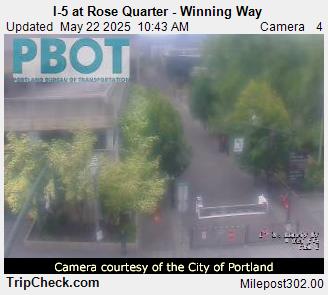 I-5 at Rose Quarter - Winning Way
Updated May 22 2025 10:43 AM Camera 4
PBOT
PORTLAND BUREAU OF TRANSPORTATION
Camera courtesy of the City of Portland
TripCheck.com Milepost302.00